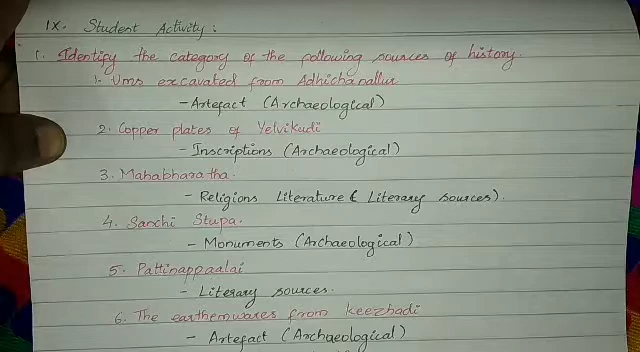 IX. Student Activity:
1. Identify the category of the following sources of history.
1. Urns excavated from Adhichanallur
- Artefact (Archaeological)
2. Copper plates of Velvikudi
- Inscriptions (Archaeological)
3. Mahabharatha.
- Religions Literature ( Literary sources).
4. Sanchi Stupa.
- Monuments (Archaeological)
5. Pattinappaalai
- Literary sources.
6. The earthernwares from keezhadi
- Artefact (Archaeological)